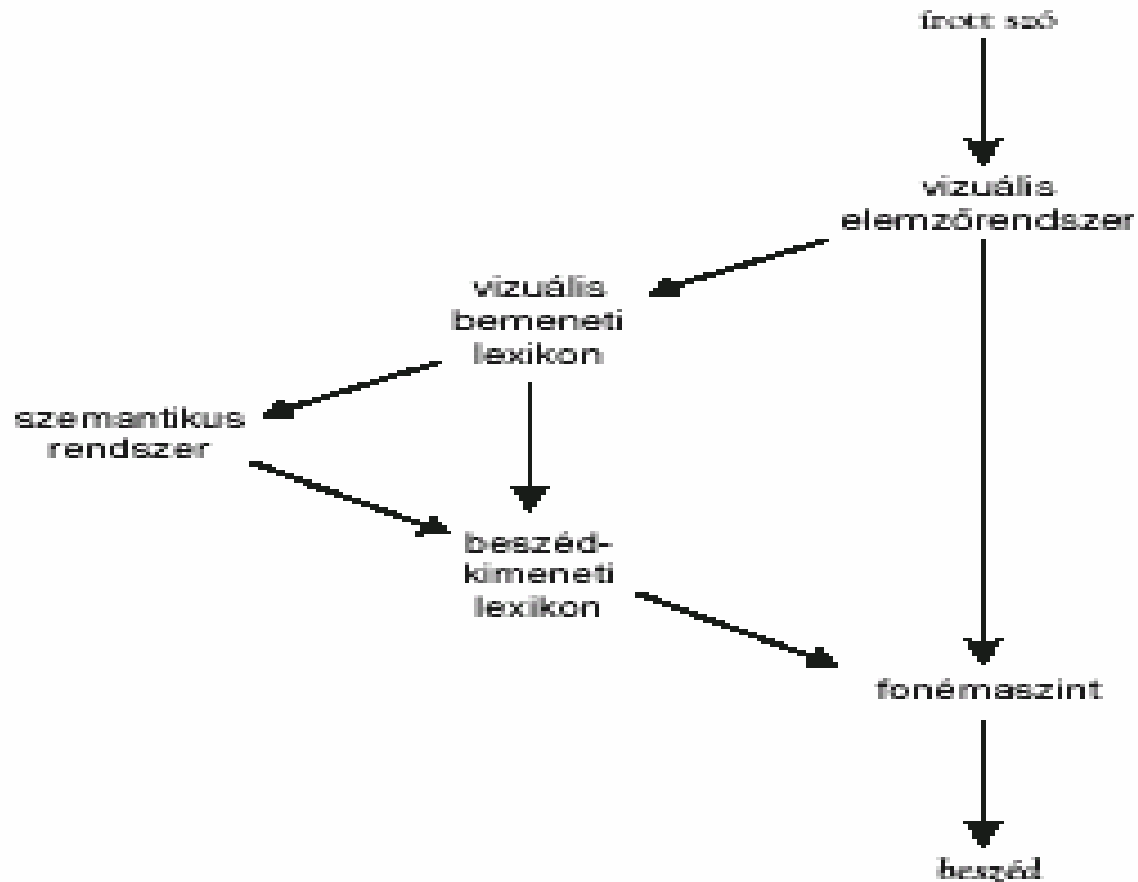 írott szó
vizuális
elemzőrendszer
vizuális
bemeneti
lexikon
szemantikus
rendszer
beszéd-
kimeneti
lexikon
fonémaszint
beszéd